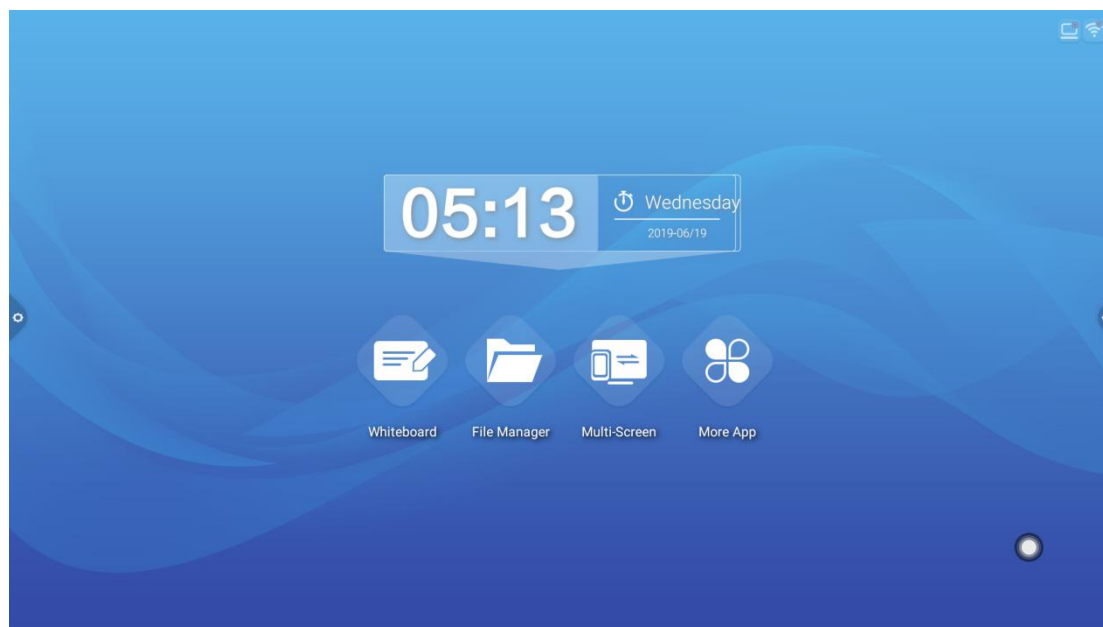 05:13
Wednesday
2019-06/19
Whiteboard
File Manager
Multi-Screen
More App